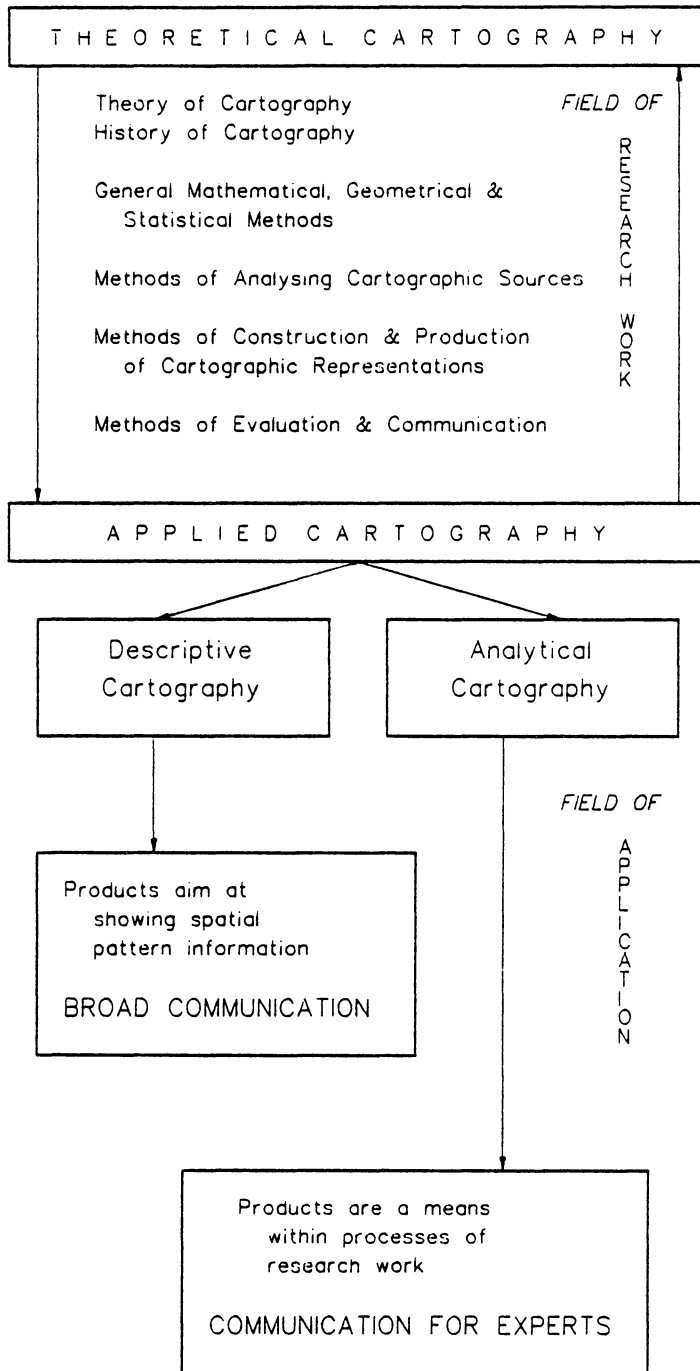 THEORETICAL CARTOGRAPHY
Theory of Cartography
History of Cartography
General Mathematical, Geometrical &
Statistical Methods
Methods of Analysing Cartographic Sources
Methods of Construction & Production
of Cartographic Representations
Methods of Evaluation & Communication
FIELD OF
RESEARCH WORK
APPLIED CARTOGRAPHY
Descriptive
Cartography
Analytical
Cartography
FIELD OF
APPLICATION
Products aim at
showing spatial
pattern information
BROAD COMMUNICATION
Products are a means
within processes of
research work
COMMUNICATION FOR EXPERTS